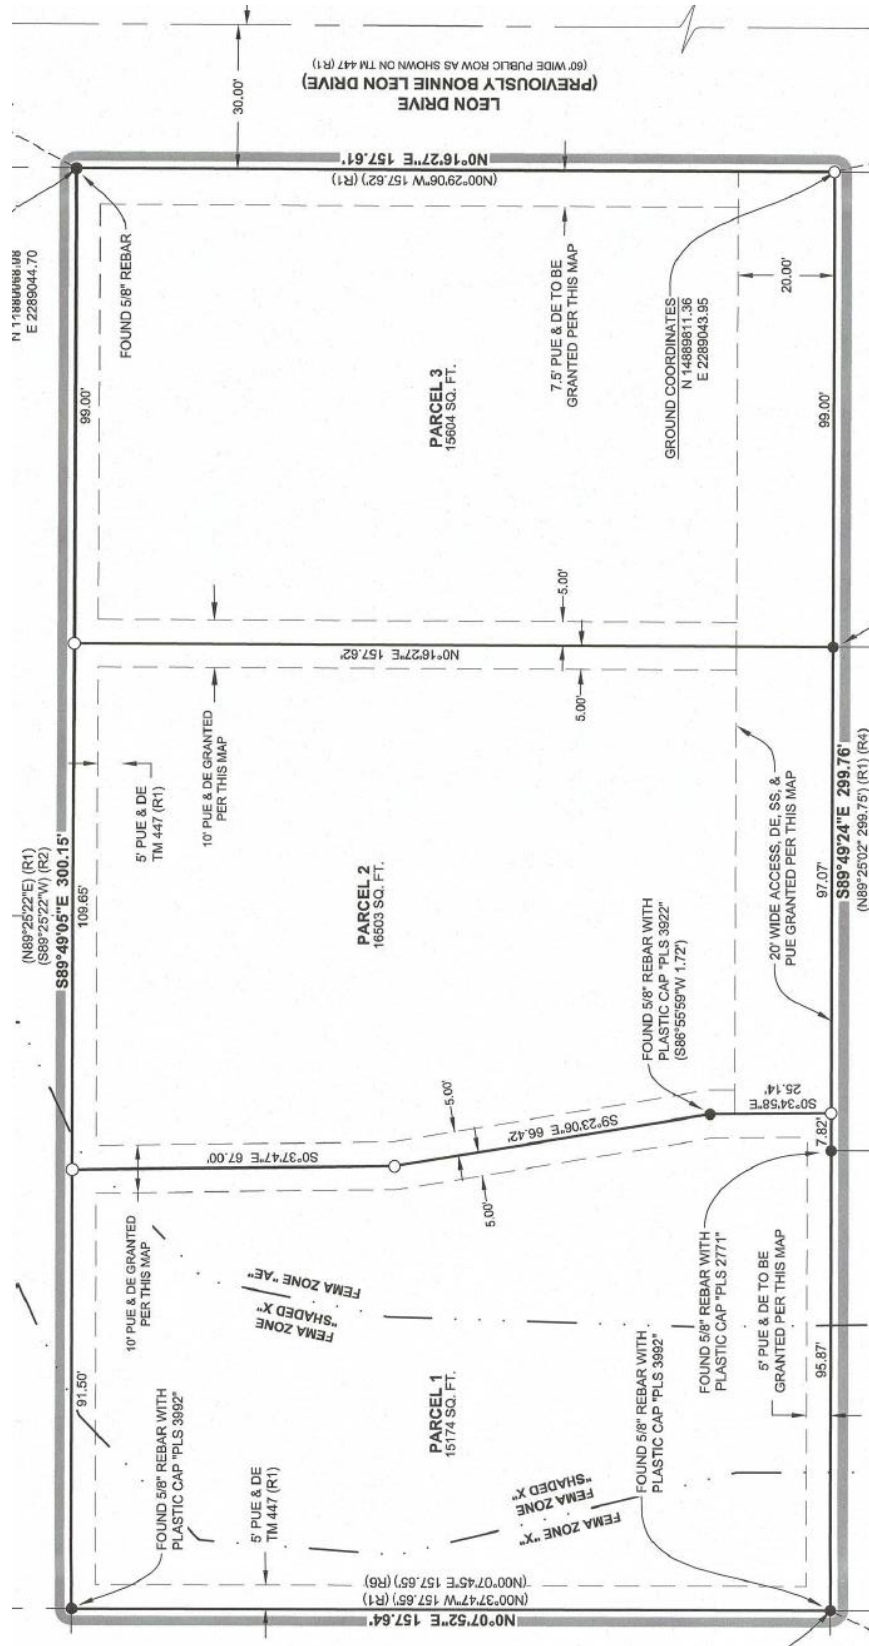 LEON DRIVE
(PREVIOUSLY BONNIE LEON DRIVE)
(60' WIDE PUBLIC ROW AS SHOWN ON TM 447 (R1)
30.00'
N0°16'27"E 157.61'
(N00°29'06"W 157.62') (R1)
E 2289044.70
FOUND 5/8" REBAR
99.00'
PARCEL 3
15604 SQ. FT.
7.5' PUE & DE TO BE
GRANTED PER THIS MAP
GROUND COORDINATES
N 14889811.36
E 2289043.95
20.00'
99.00'
5.00'
5.00'
N0°16'27"E 157.62'
10' PUE & DE GRANTED
PER THIS MAP
5' PUE & DE
TM 447 (R1)
(N89°25'22"E) (R1)
(S89°25'22"W) (R2)
S89°49'05"E 300.15'
109.65'
PARCEL 2
16503 SQ. FT.
FOUND 5/8" REBAR WITH
PLASTIC CAP "PLS 3922"
(S86°55'59"W 1.72')
20' WIDE ACCESS, DE, SS, &
PUE GRANTED PER THIS MAP
97.07'
S89°49'24"E 299.76'
(N89°25'02" 299.75') (R1) (R4)
S0°34'58"E
25.14'
7.82'
S9°23'06"E 66.42'
5.00'
5.00'
S0°37'47"E 67.00'
10' PUE & DE GRANTED
PER THIS MAP
FEMA ZONE "AE"
FEMA ZONE
"SHADED X"
91.50'
PARCEL 1
15174 SQ. FT.
FOUND 5/8" REBAR WITH
PLASTIC CAP "PLS 2771"
5' PUE & DE TO BE
GRANTED PER THIS MAP
95.87'
FOUND 5/8" REBAR WITH
PLASTIC CAP "PLS 3992"
FOUND 5/8" REBAR WITH
PLASTIC CAP "PLS 3992"
5' PUE & DE
TM 447 (R1)
FEMA ZONE
"SHADED X"
FEMA ZONE "X"
(N00°07'45"E 157.65') (R6)
(N00°37'47"W 157.65') (R1)
N0°07'52"E 157.64'